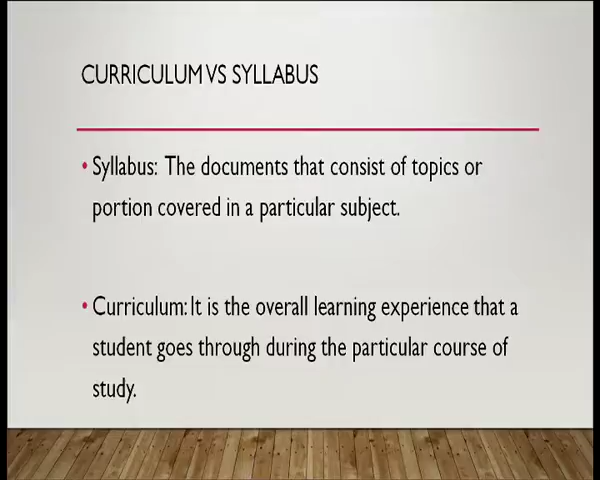 CURRICULUM VS SYLLABUS
• Syllabus: The documents that consist of topics or
portion covered in a particular subject.
• Curriculum: It is the overall learning experience that a
student goes through during the particular course of
study.